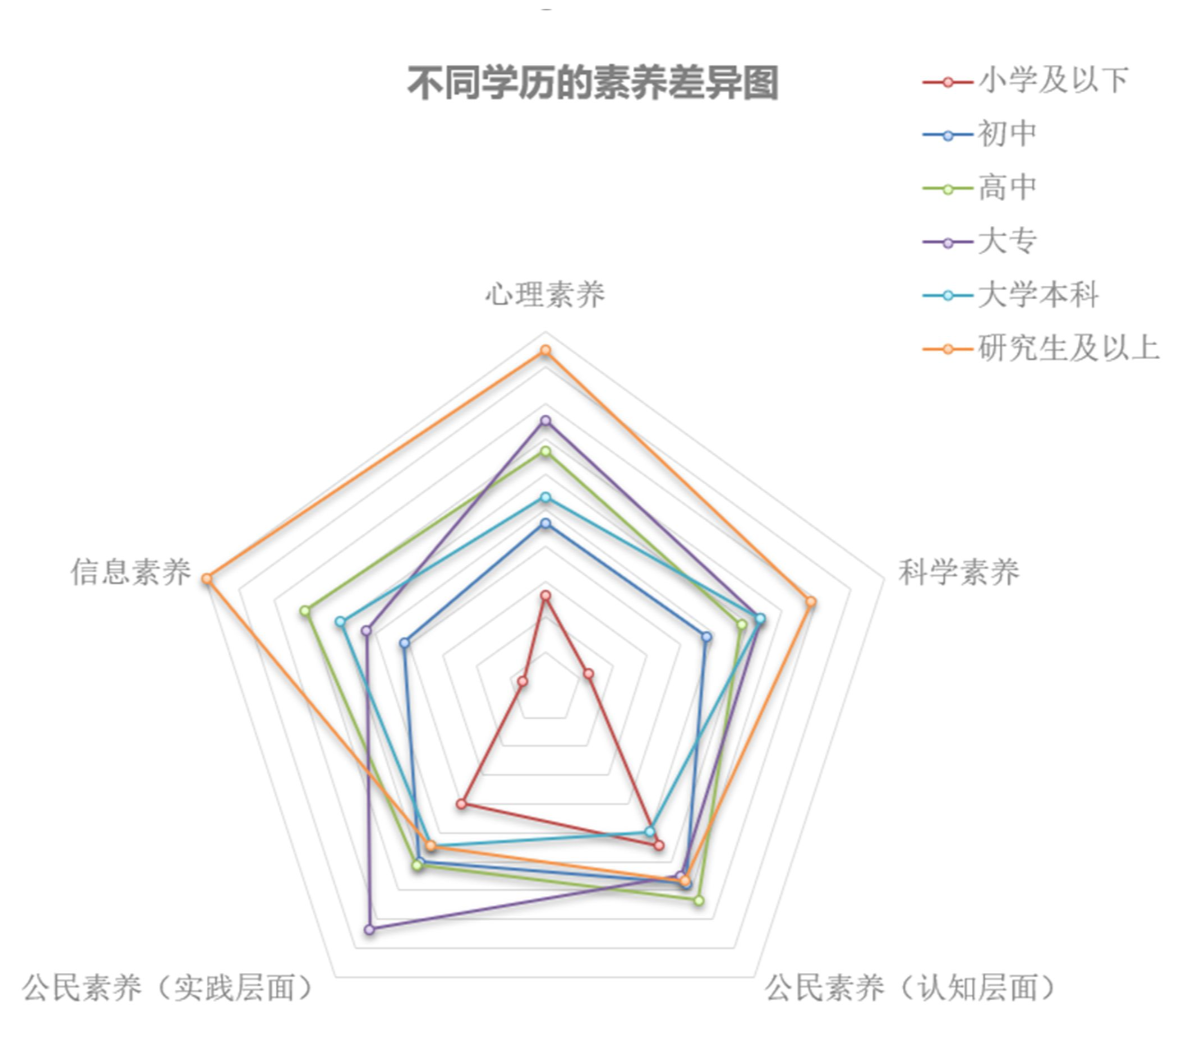 不同学历的素养差异图
小学及以下
初中
高中
大专
大学本科
研究生及以上
心理素养
信息素养
科学素养
公民素养（实践层面）
公民素养（认知层面）